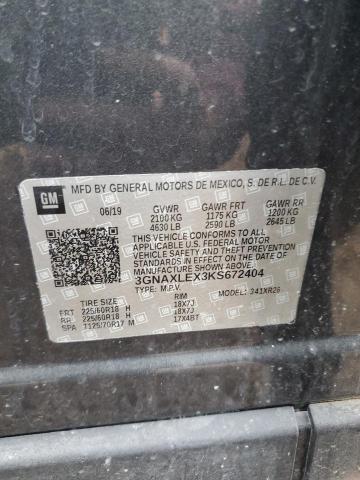 GM MFD BY GENERAL MOTORS DE MEXICO, S. DE R.L. DE C.V.
06/19 GVWR GAWR FRT GAWR RR
2100 KG 1175 KG 1200 KG
4630 LB 2590 LB 2645 LB
THIS VEHICLE CONFORMS TO ALL APPLICABLE
U.S. FEDERAL MOTOR VEHICLE SAFETY,
BUMPER, AND THEFT PREVENTION STANDARDS
IN EFFECT ON THE DATE OF
MANUFACTURE SHOWN ABOVE.
3GNAXLEX3KS672404
TYPE: M.P.V. MODEL: 341XR26
TIRE SIZE RIM
FRT 225/60R18 H 18X7J
RR 225/60R18 H 18X7J
SPA T125/70R17 M 17X4BT